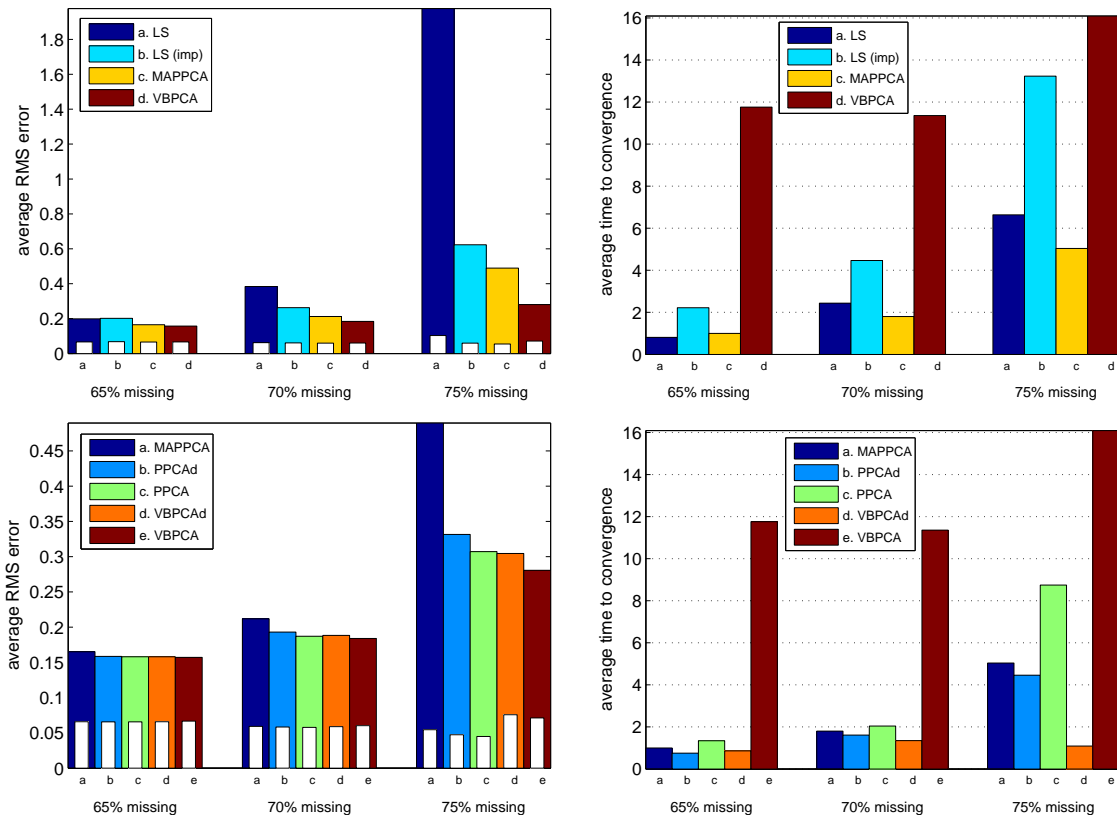 average RMS error
1.8
1.6
1.4
1.2
1
0.8
0.6
0.4
0.2
0
a. LS
b. LS (imp)
c. MAPPCA
d. VBPCA
a b c d a b c d a b c d
65% missing 70% missing 75% missing
average time to convergence
16
14
12
10
8
6
4
2
0
a. LS
b. LS (imp)
c. MAPPCA
d. VBPCA
a b c d a b c d a b c d
65% missing 70% missing 75% missing
average RMS error
0.45
0.4
0.35
0.3
0.25
0.2
0.15
0.1
0.05
0
a. MAPPCA
b. PPCAd
c. PPCA
d. VBPCAd
e. VBPCA
a b c d e a b c d e a b c d e
65% missing 70% missing 75% missing
average time to convergence
16
14
12
10
8
6
4
2
0
a. MAPPCA
b. PPCAd
c. PPCA
d. VBPCAd
e. VBPCA
a b c d e a b c d e a b c d e
65% missing 70% missing 75% missing